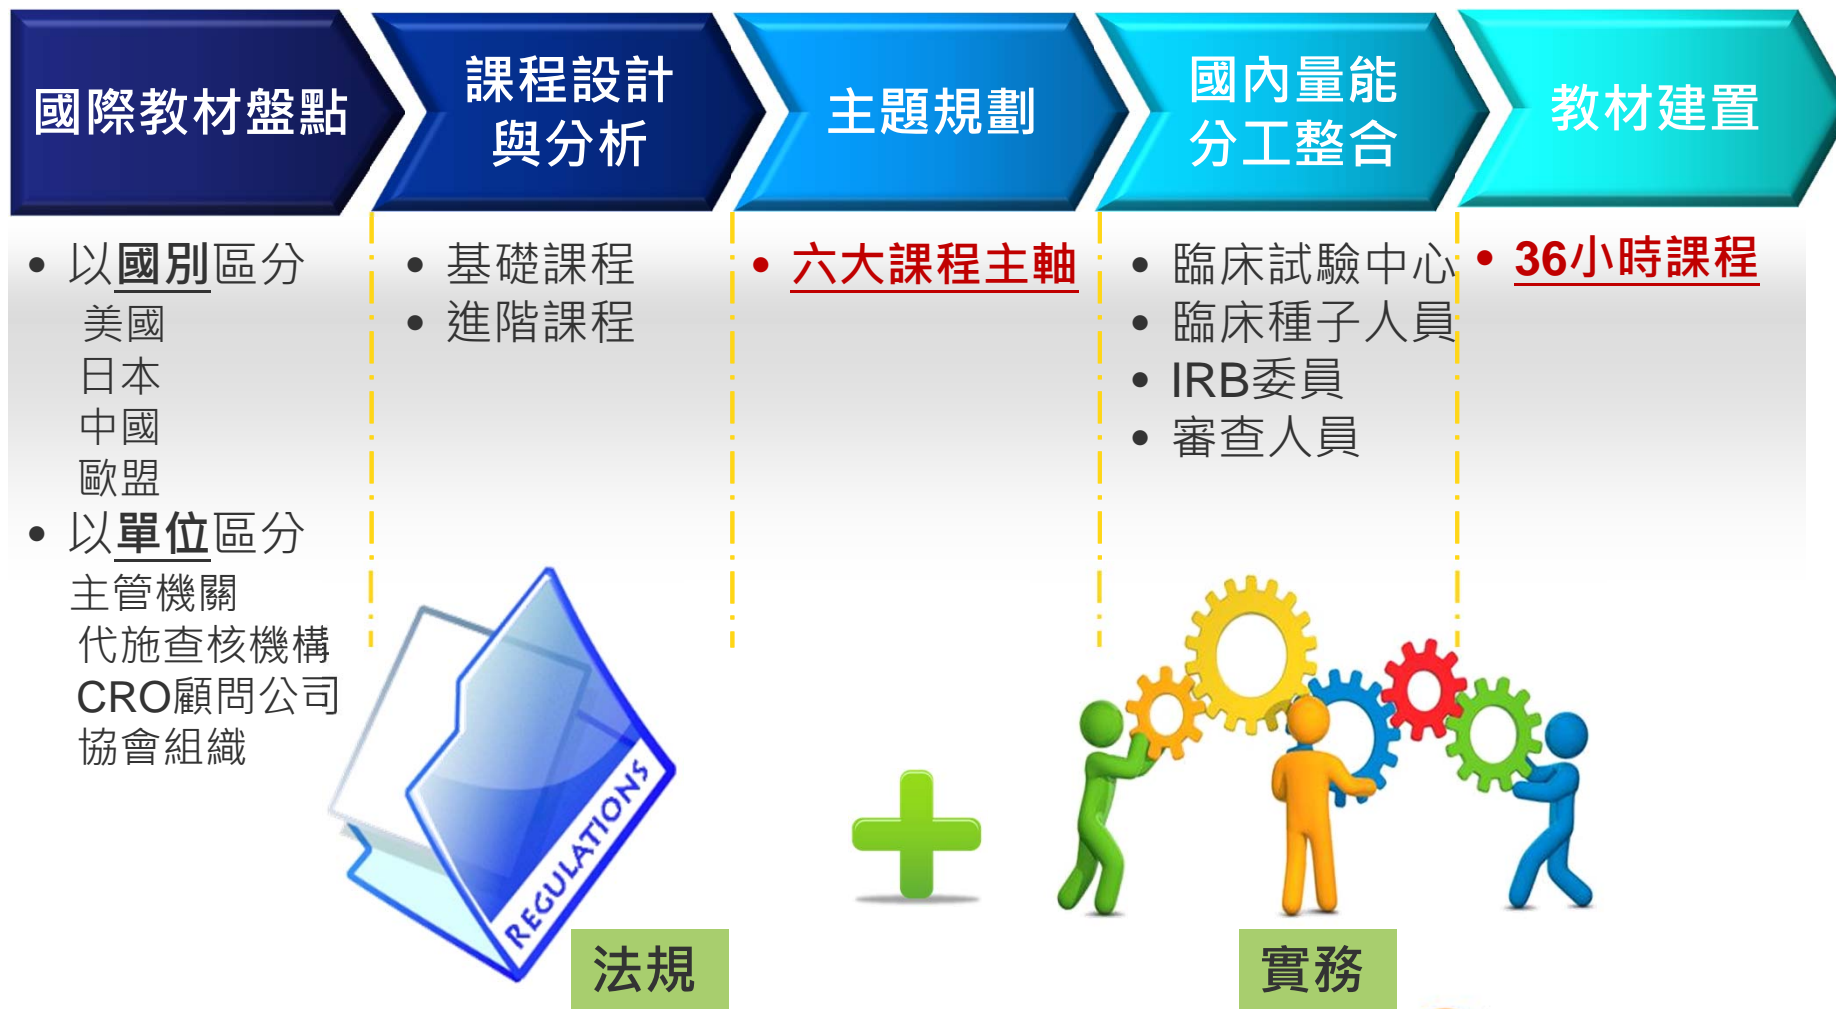 國際教材盤點
課程設計
與分析
主題規劃
國內量能
分工整合
教材建置
• 以國別區分
美國
日本
中國
歐盟
• 以單位區分
主管機關
代施查核機構
CRO顧問公司
協會組織
• 基礎課程
• 進階課程
• 六大課程主軸
• 臨床試驗中心
• 臨床種子人員
• IRB委員
• 審查人員
• 36小時課程
REGULATIONS
法規
實務